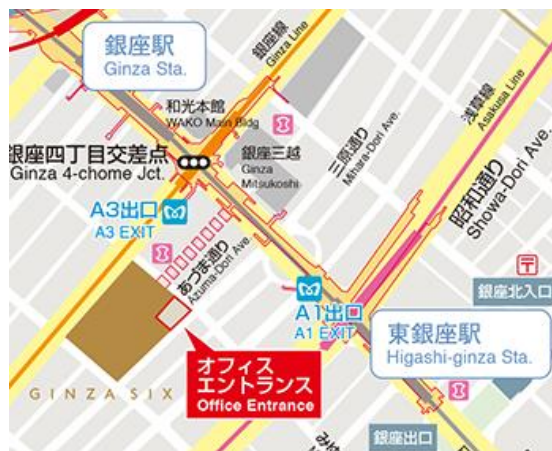 銀座駅
Ginza Sta.
銀座線
Ginza Line
和光本館
WAKO Main Bldg
銀座四丁目交差点
Ginza 4-chome Jct.
銀座三越
Ginza
Mitsukoshi
三原通り
Mihara-Dori Ave.
浅草線
Asakusa Line
昭和通り
Showa-Dori Ave.
A3出口
A3 EXIT
あづま通り
Azuma-Dori Ave.
A1出口
A1 EXIT
銀座北入口
東銀座駅
Higashi-ginza Sta.
オフィス
エントランス
Office Entrance
GINZA SIX
銀座出口